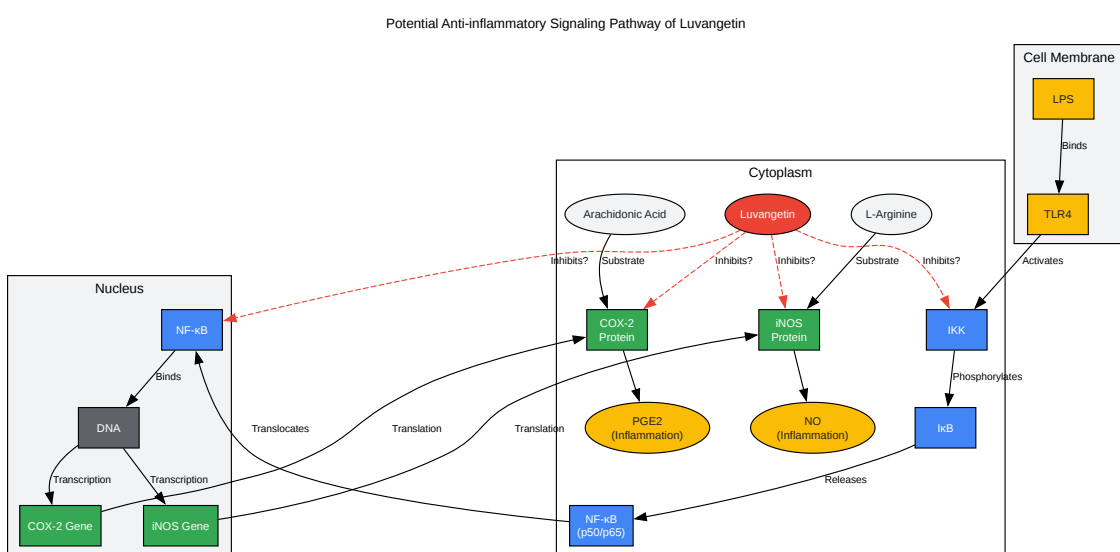 Potential Anti-inflammatory Signaling Pathway of Luvangetin
Cell Membrane
LPS
Binds
TLR4
Activates
Cytoplasm
Arachidonic Acid
Luvangetin
L-Arginine
Inhibits?
Substrate
Inhibits?
Inhibits?
Substrate
Inhibits?
COX-2
Protein
iNOS
Protein
IKK
Phosphorylates
PGE2
(Inflammation)
NO
(Inflammation)
IκB
Releases
NF-κB
(p50/p65)
Nucleus
NF-κB
Binds
DNA
Translocates
Translation
Translation
Transcription
Transcription
COX-2 Gene
iNOS Gene